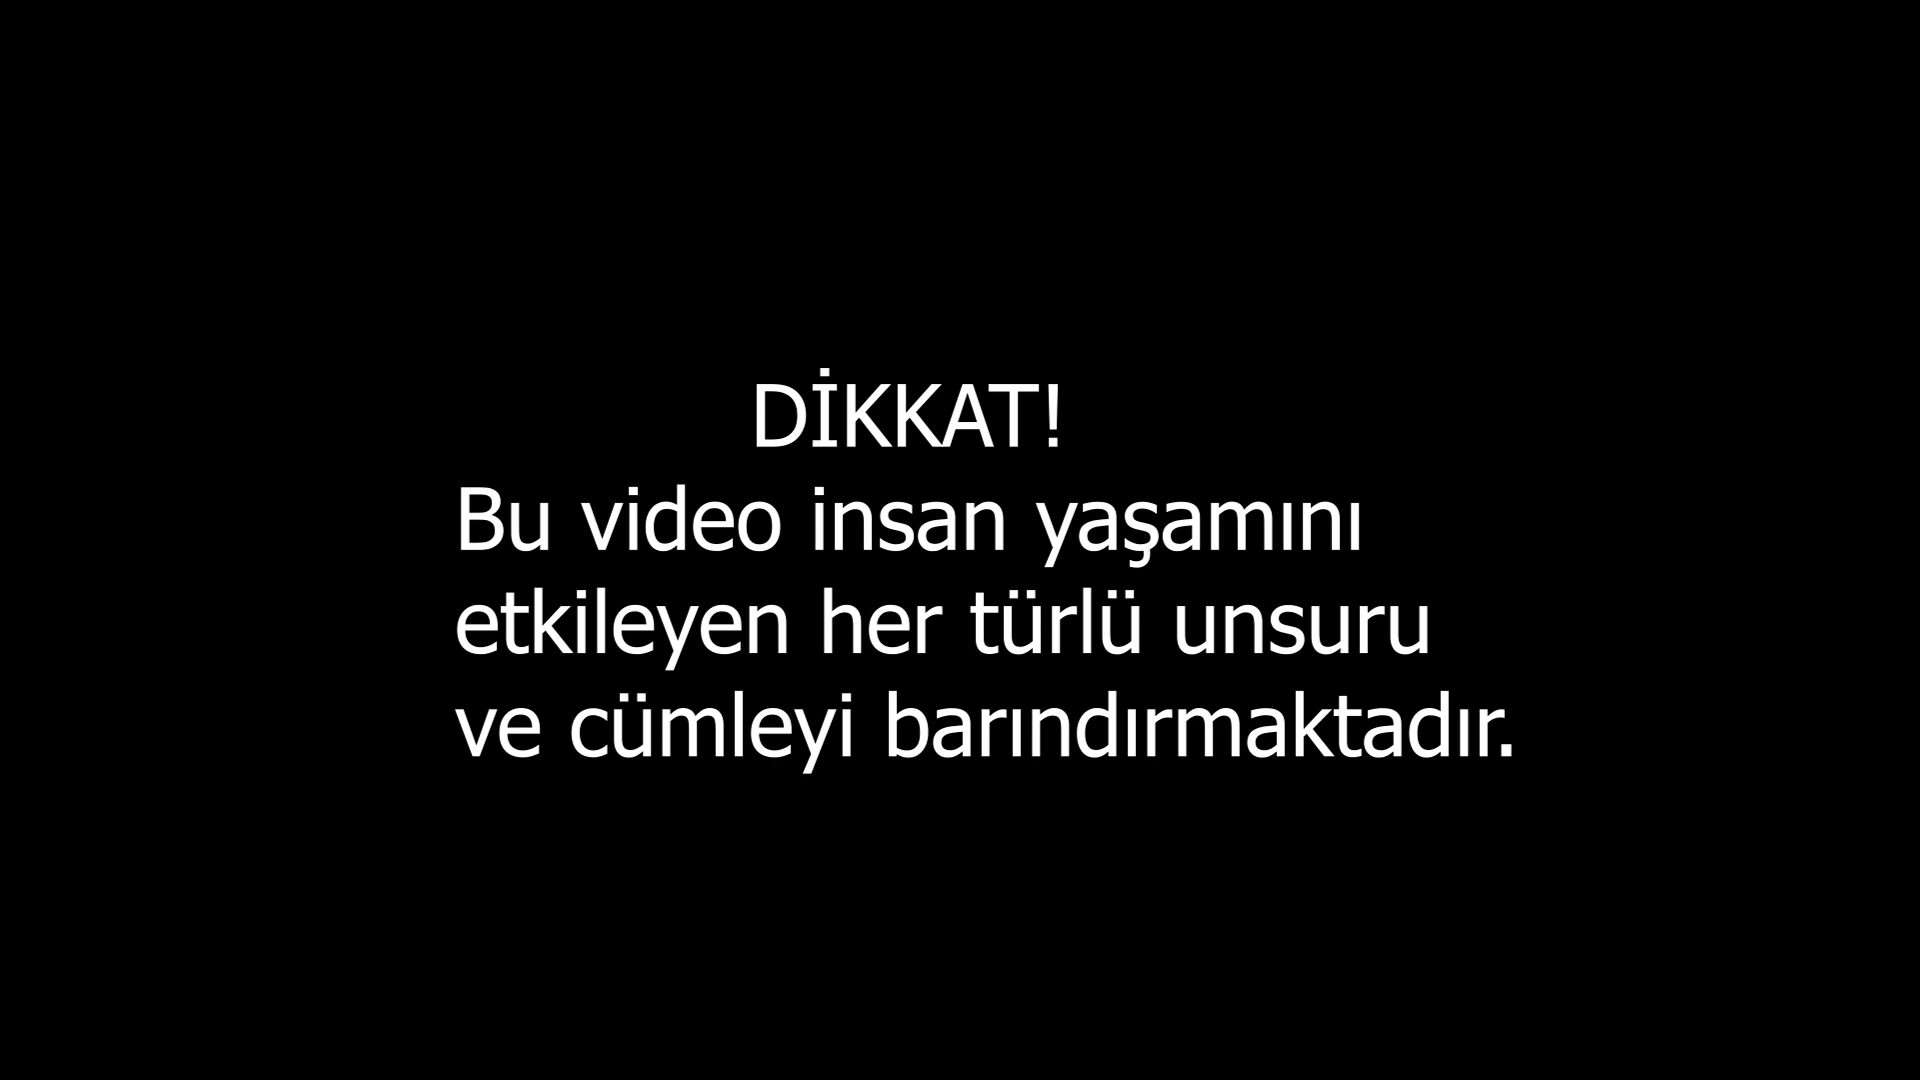 DİKKAT!
Bu video insan yaşamını
etkileyen her türlü unsuru
ve cümleyi barındırmaktadır.